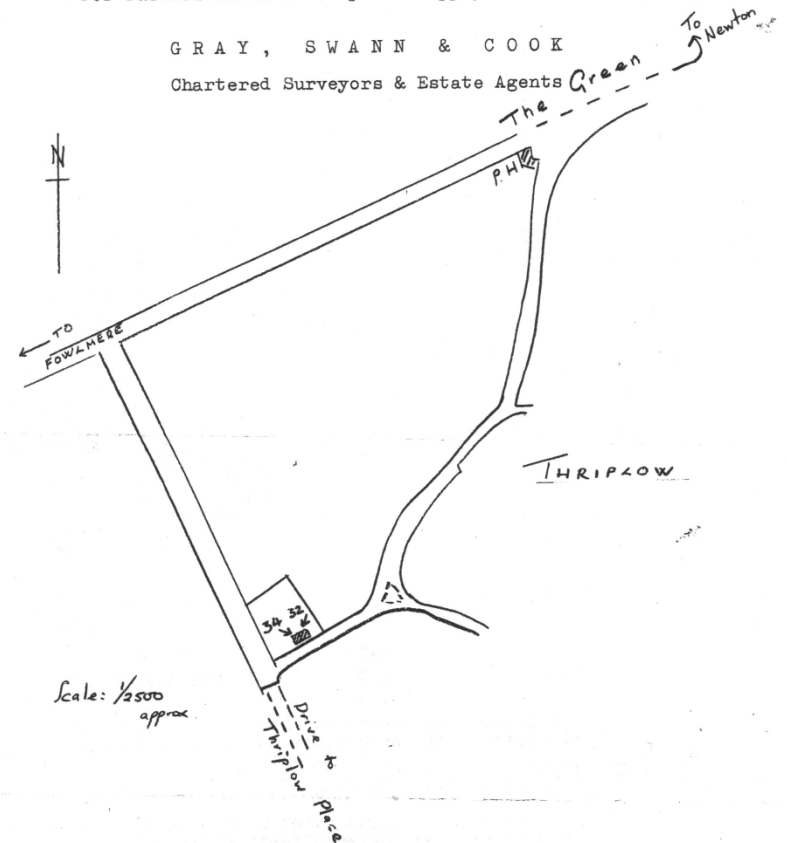 GRAY, SWANN & COOK
Chartered Surveyors & Estate Agents
To
Newton
The Green
N
P.H
TO
FOWLMERE
THRIPLOW
34 32
Scale: 1/2500
approx.
Drive to
Thriplow Place